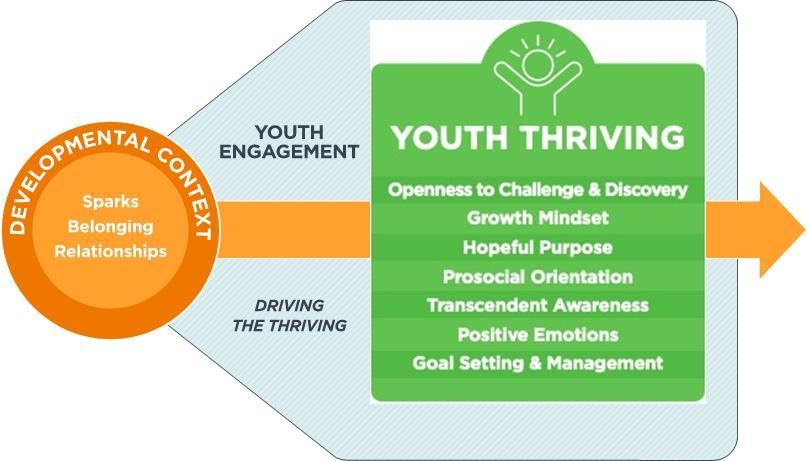 DEVELOPMENTAL CONTEXT
Sparks
Belonging
Relationships
YOUTH
ENGAGEMENT
DRIVING
THE THRIVING
YOUTH THRIVING
Openness to Challenge & Discovery
Growth Mindset
Hopeful Purpose
Prosocial Orientation
Transcendent Awareness
Positive Emotions
Goal Setting & Management